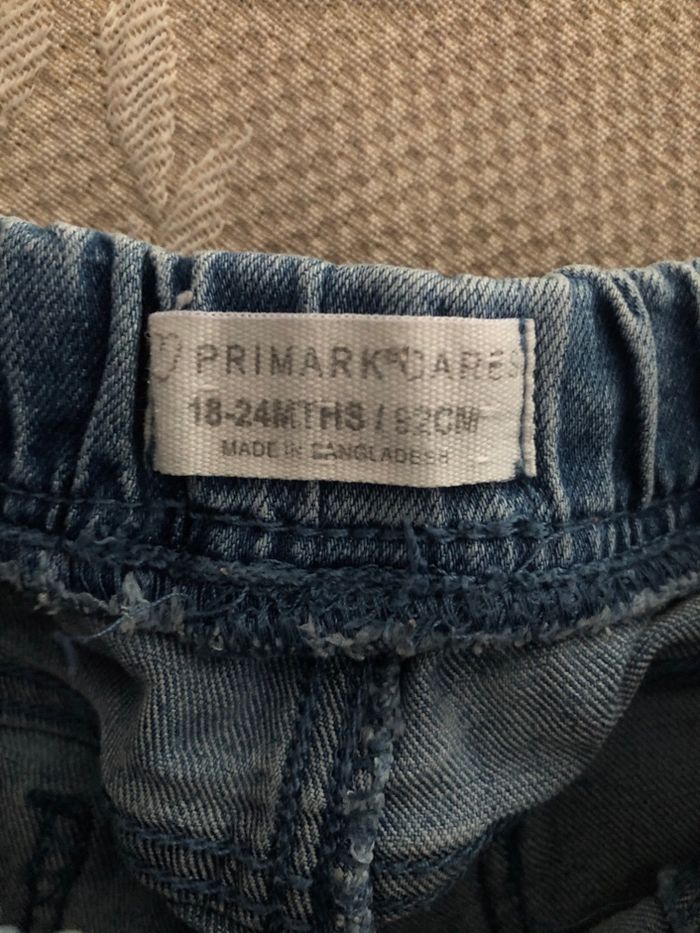 PRIMARK CARES
18-24MTHS / 92CM
MADE IN BANGLADESH